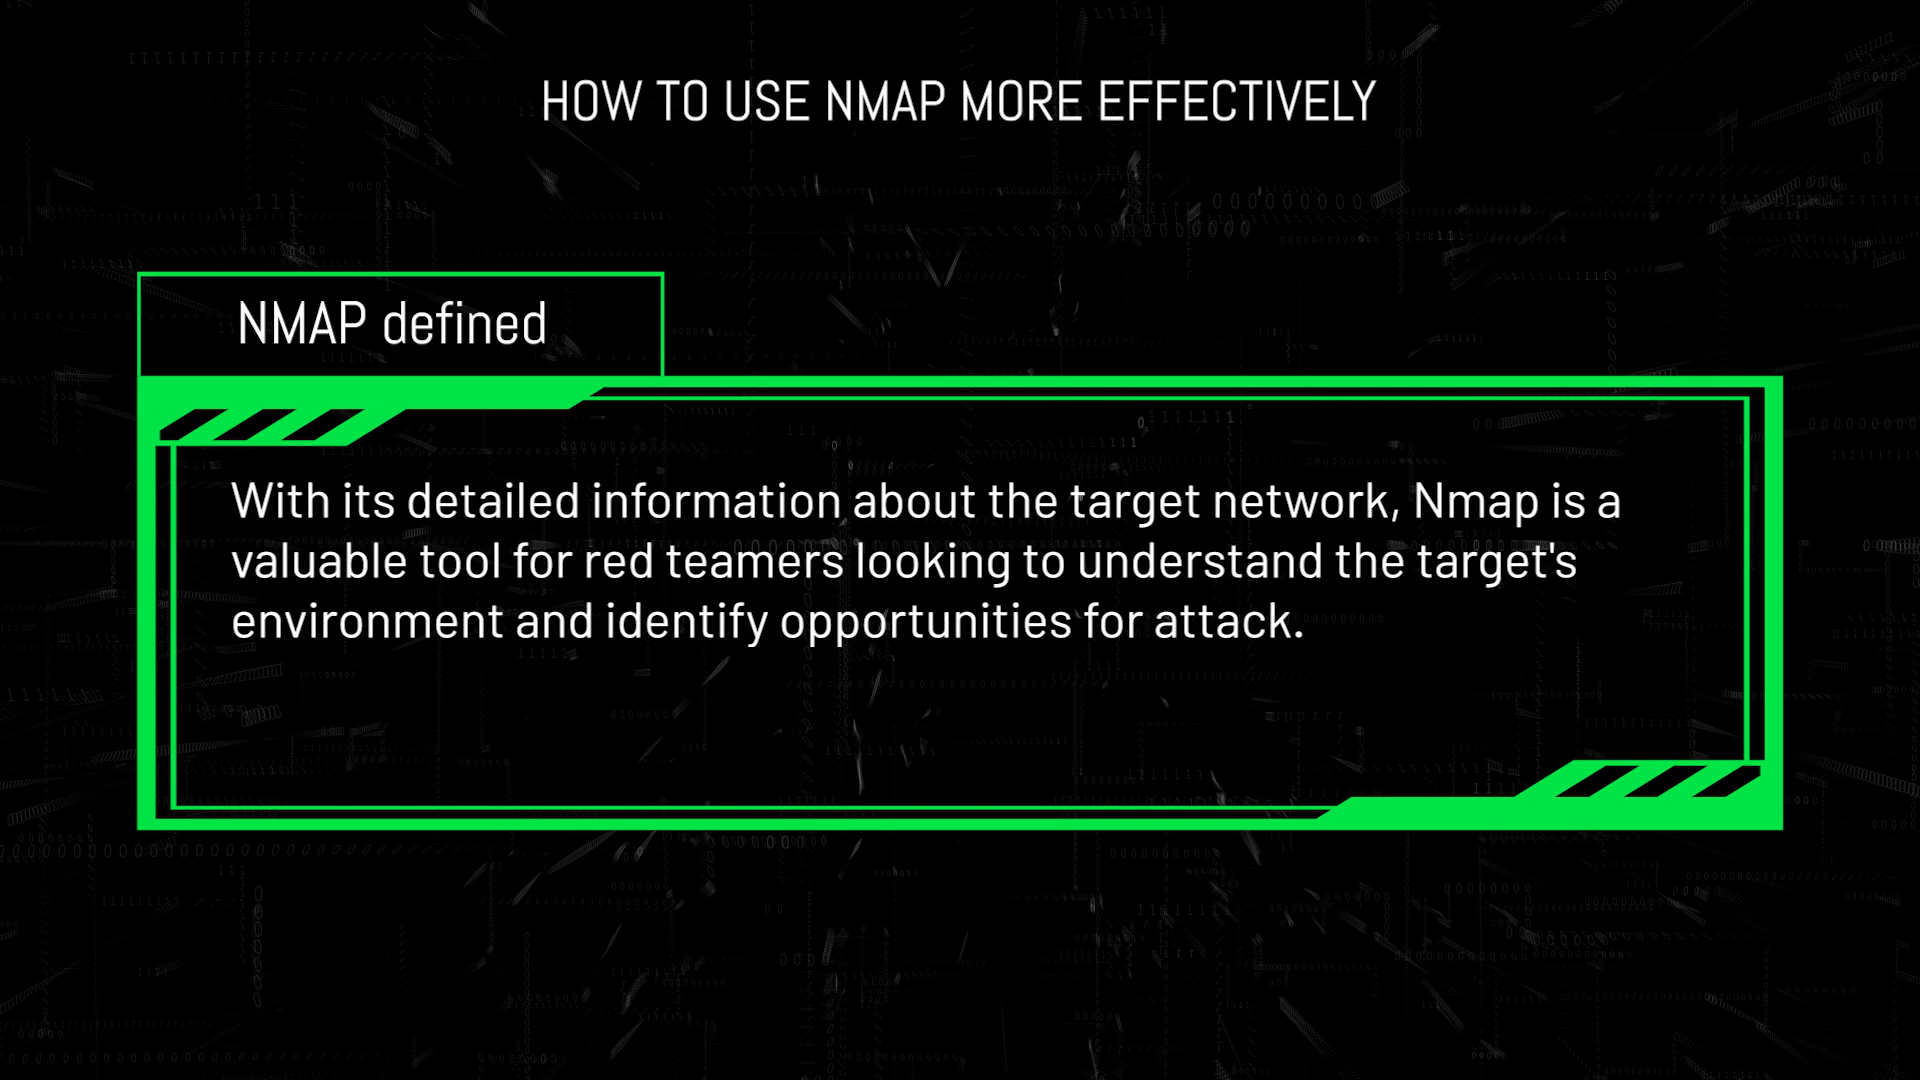 HOW TO USE NMAP MORE EFFECTIVELY
NMAP defined
With its detailed information about the target network, Nmap is a
valuable tool for red teamers looking to understand the target's
environment and identify opportunities for attack.